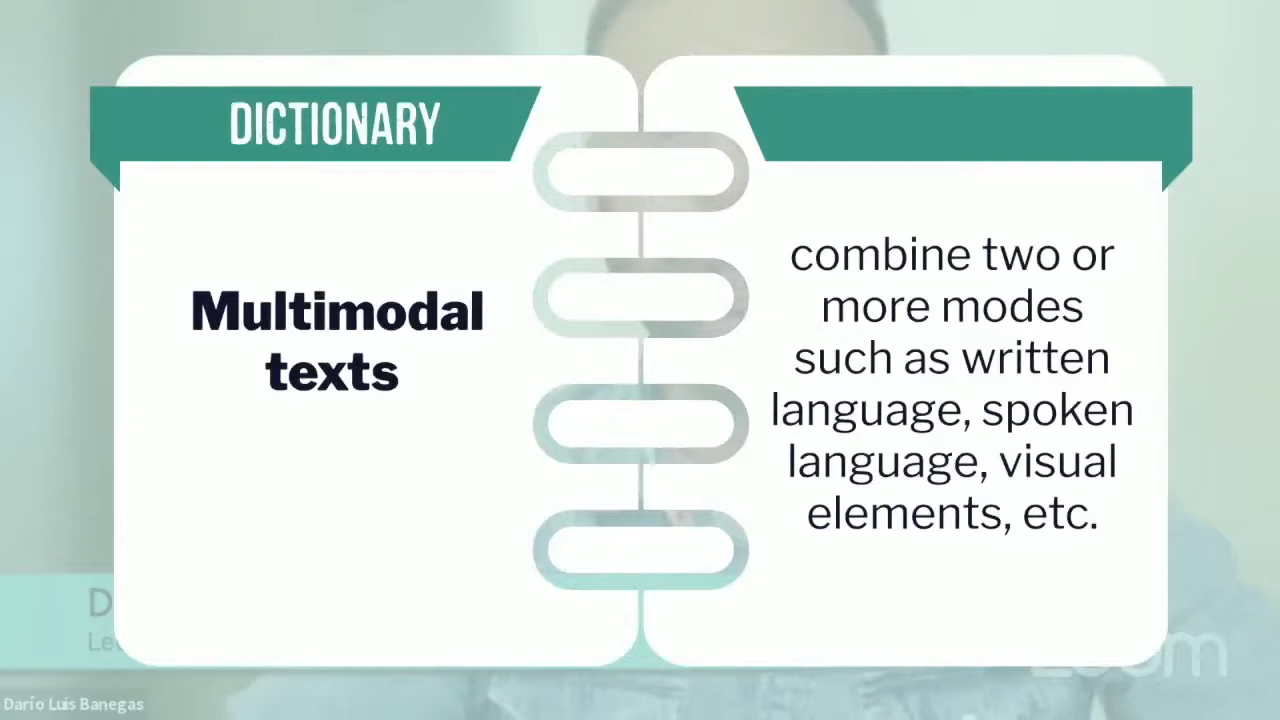 DICTIONARY
Multimodal
texts
combine two or
more modes
such as written
language, spoken
language, visual
elements, etc.
zoom
Darío Luis Banegas